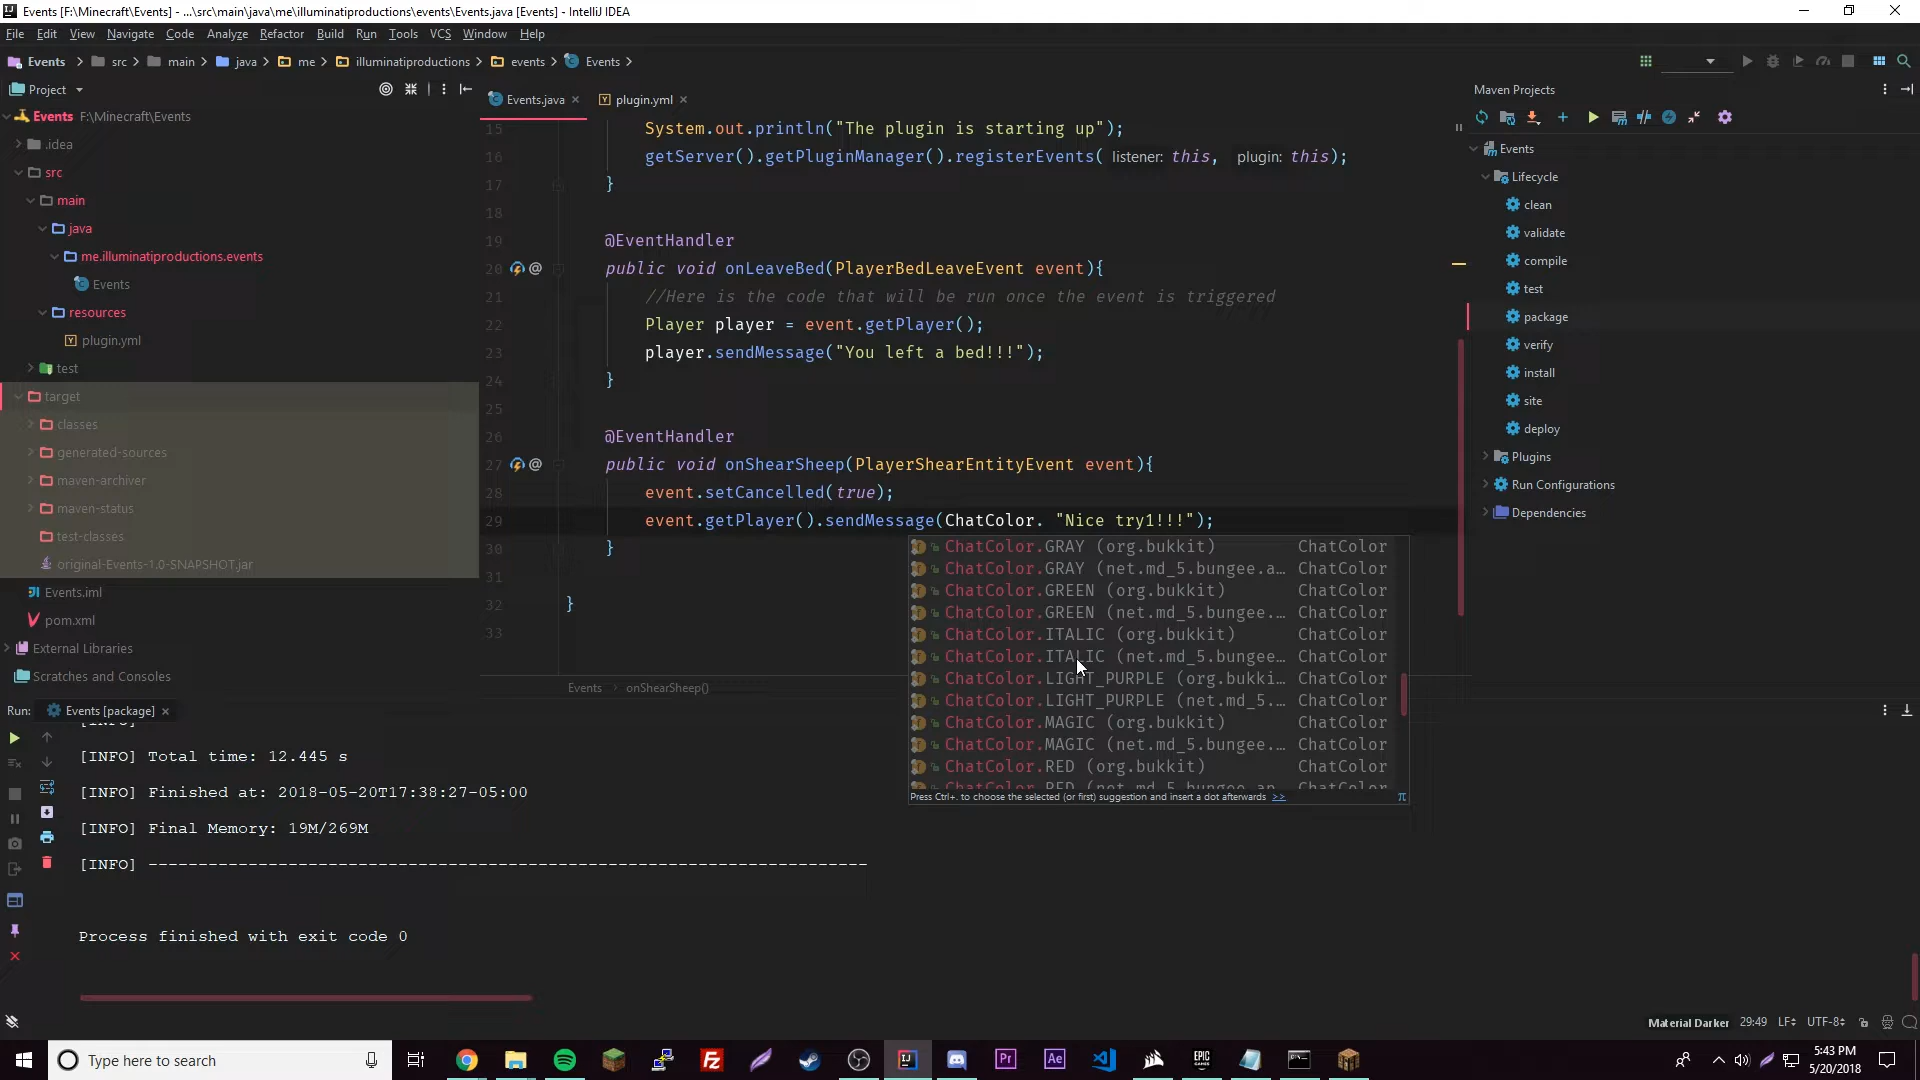 Events [F:\Minecraft\Events] - ...\src\main\java\me\illuminatiproductions\events\Events.java [Events] - IntelliJ IDEA
File Edit View Navigate Code Analyze Refactor Build Run Tools VCS Window Help
Events src main java me illuminatiproductions events Events
Project
Events F:\Minecraft\Events
.idea
src
main
java
me.illuminatiproductions.events
Events
resources
plugin.yml
test
target
classes
generated-sources
maven-archiver
maven-status
test-classes
original-Events-1.0-SNAPSHOT.jar
Events.iml
pom.xml
External Libraries
Scratches and Consoles
Events.java plugin.yml
15 System.out.println("The plugin is starting up");
16 getServer().getPluginManager().registerEvents( listener: this, plugin: this);
17 }
18
19 @EventHandler
20 @ public void onLeaveBed(PlayerBedLeaveEvent event){
21 //Here is the code that will be run once the event is triggered
22 Player player = event.getPlayer();
23 player.sendMessage("You left a bed!!!");
24 }
25
26 @EventHandler
27 @ public void onShearSheep(PlayerShearEntityEvent event){
28 event.setCancelled(true);
29 event.getPlayer().sendMessage(ChatColor. "Nice try1!!!");
30 }
31
32 }
33
ChatColor.GRAY (org.bukkit) ChatColor
ChatColor.GRAY (net.md_5.bungee.a… ChatColor
ChatColor.GREEN (org.bukkit) ChatColor
ChatColor.GREEN (net.md_5.bungee.… ChatColor
ChatColor.ITALIC (org.bukkit) ChatColor
ChatColor.ITALIC (net.md_5.bungee… ChatColor
ChatColor.LIGHT_PURPLE (org.bukki… ChatColor
ChatColor.LIGHT_PURPLE (net.md_5.… ChatColor
ChatColor.MAGIC (org.bukkit) ChatColor
ChatColor.MAGIC (net.md_5.bungee.… ChatColor
ChatColor.RED (org.bukkit) ChatColor
ChatColor.RED (net.md_5.bungee.ap… ChatColor
Press Ctrl+. to choose the selected (or first) suggestion and insert a dot afterwards >> π
Events onShearSheep()
Maven Projects
Events
Lifecycle
clean
validate
compile
test
package
verify
install
site
deploy
Plugins
Run Configurations
Dependencies
Run: Events [package]
[INFO]
[INFO] Total time: 12.445 s
[INFO] Finished at: 2018-05-20T17:38:27-05:00
[INFO] Final Memory: 19M/269M
[INFO] ------------------------------------------------------------------------
Process finished with exit code 0
Material Darker 29:49 LF UTF-8
Type here to search
Pr Ae
EPIC GAMES
5:43 PM
5/20/2018